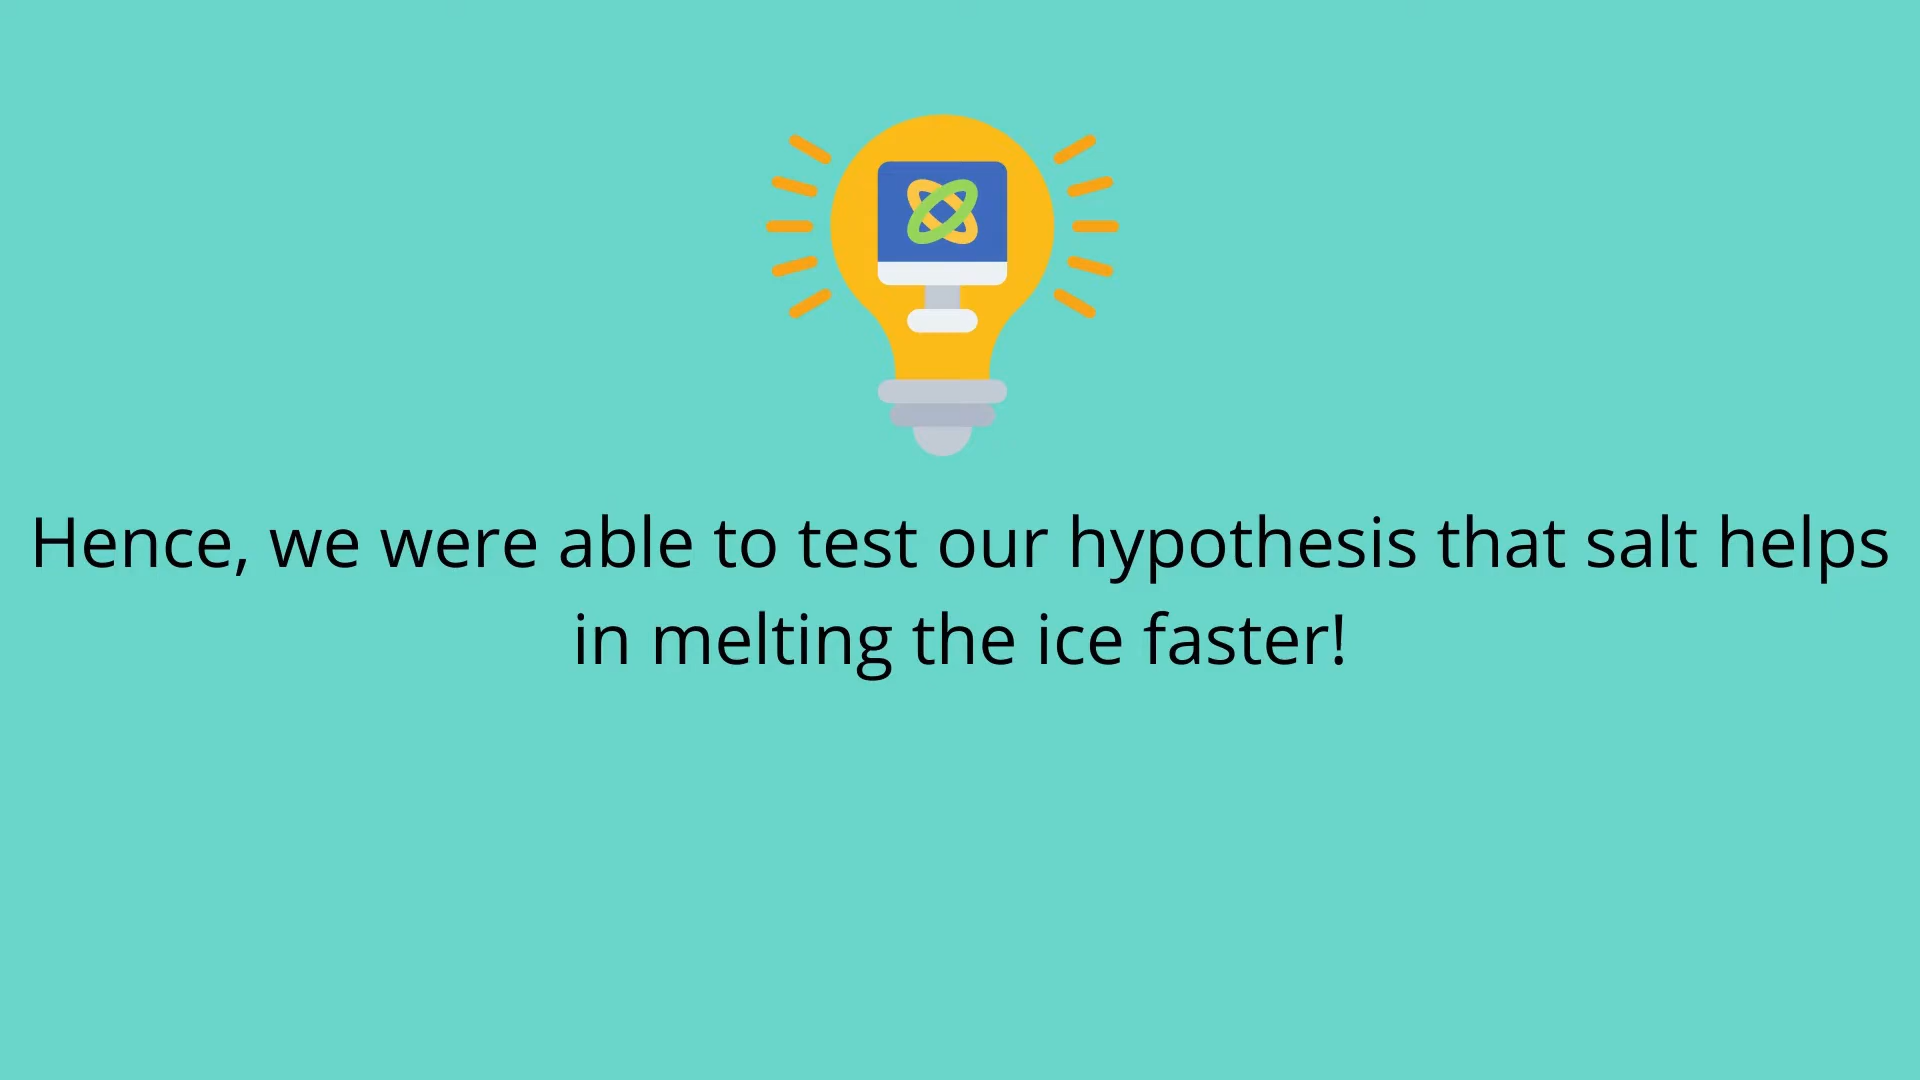 Hence, we were able to test our hypothesis that salt helps
in melting the ice faster!